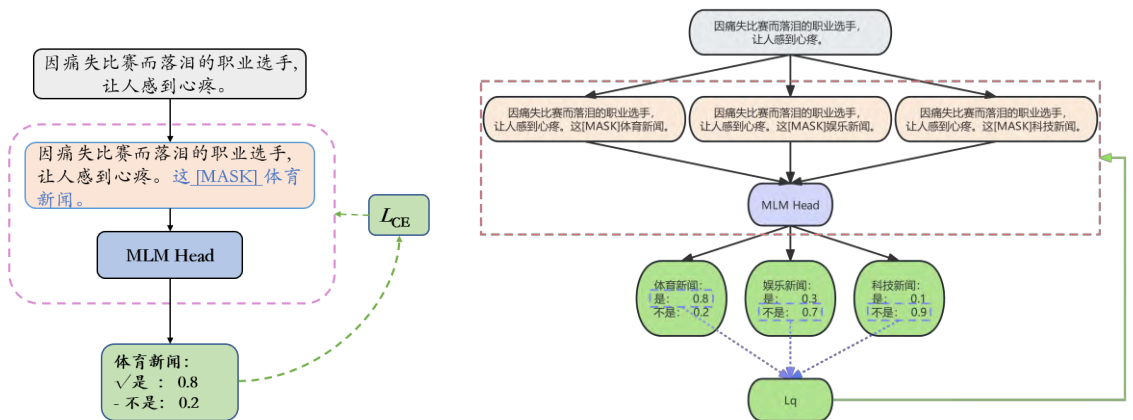 因痛失比赛而落泪的职业选手,
让人感到心疼。
因痛失比赛而落泪的职业选手,
让人感到心疼。这 [MASK] 体育
新闻。
MLM Head
L_CE
体育新闻:
√是 : 0.8
- 不是: 0.2
因痛失比赛而落泪的职业选手,
让人感到心疼。
因痛失比赛而落泪的职业选手,
让人感到心疼。这[MASK]体育新闻。
因痛失比赛而落泪的职业选手,
让人感到心疼。这[MASK]娱乐新闻。
因痛失比赛而落泪的职业选手,
让人感到心疼。这[MASK]科技新闻。
MLM Head
体育新闻:
是: 0.8
不是: 0.2
娱乐新闻:
是: 0.3
不是: 0.7
科技新闻:
是: 0.1
不是: 0.9
Lq